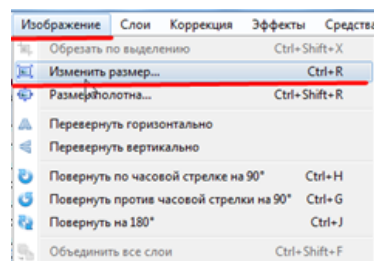 Изображение Слои Коррекция Эффекты Средства
Обрезать по выделению Ctrl+Shift+X
Изменить размер... Ctrl+R
Размер полотна... Ctrl+Shift+R
Перевернуть горизонтально
Перевернуть вертикально
Повернуть по часовой стрелке на 90° Ctrl+H
Повернуть против часовой стрелки на 90° Ctrl+G
Повернуть на 180° Ctrl+J
Объединить все слои Ctrl+Shift+F